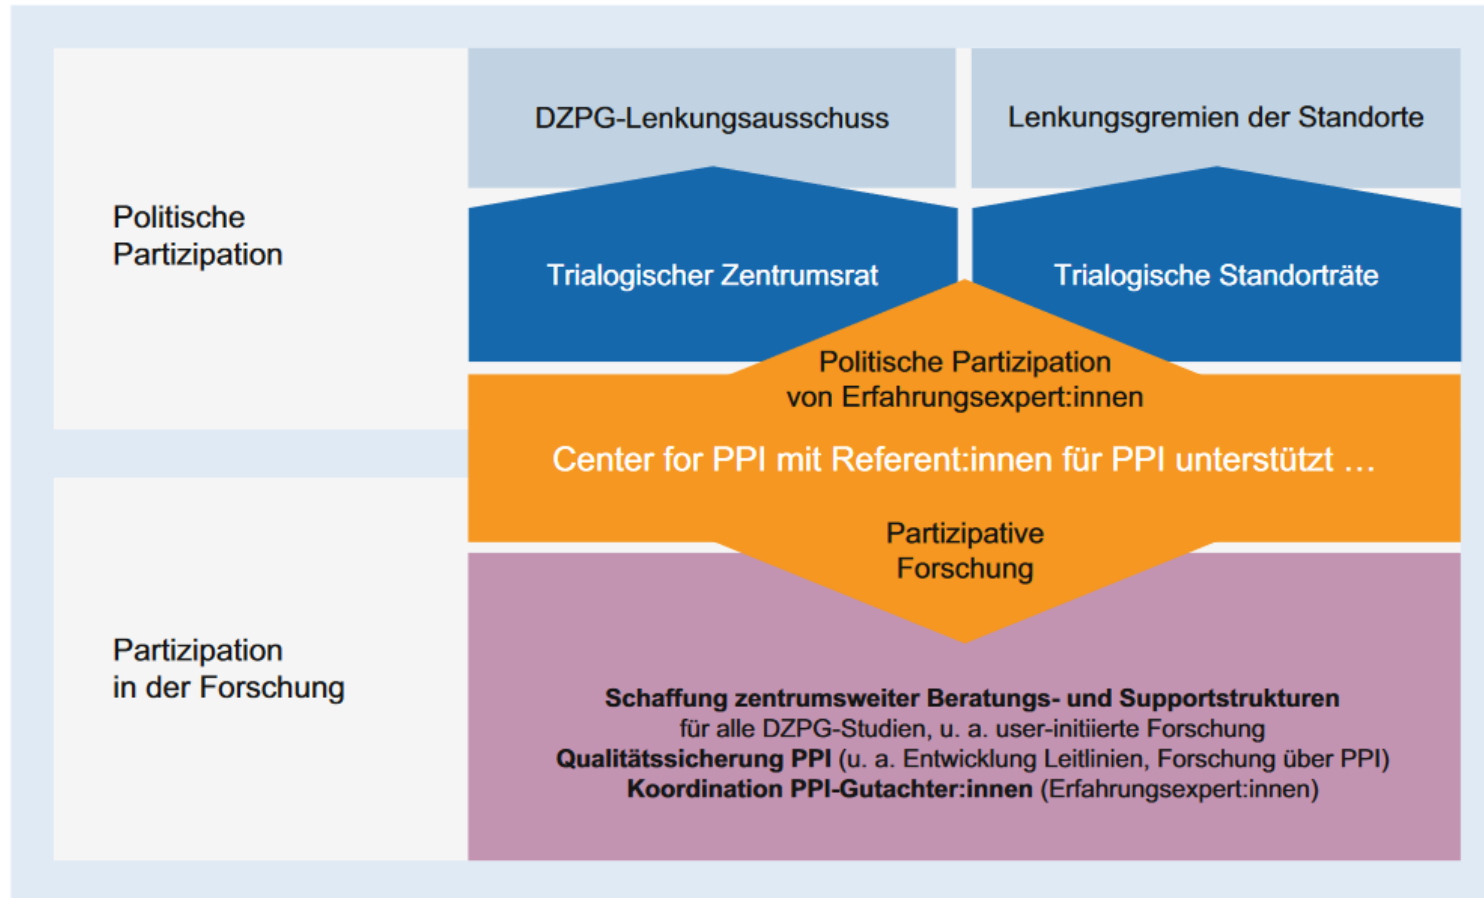 DZPG-Lenkungsausschuss
Lenkungsgremien der Standorte
Politische
Partizipation
Trialogischer Zentrumsrat
Trialogische Standorträte
Politische Partizipation
von Erfahrungsexpert:innen
Center for PPI mit Referent:innen für PPI unterstützt …
Partizipative
Forschung
Partizipation
in der Forschung
Schaffung zentrumsweiter Beratungs- und Supportstrukturen
für alle DZPG-Studien, u. a. user-initiierte Forschung
Qualitätssicherung PPI (u. a. Entwicklung Leitlinien, Forschung über PPI)
Koordination PPI-Gutachter:innen (Erfahrungsexpert:innen)